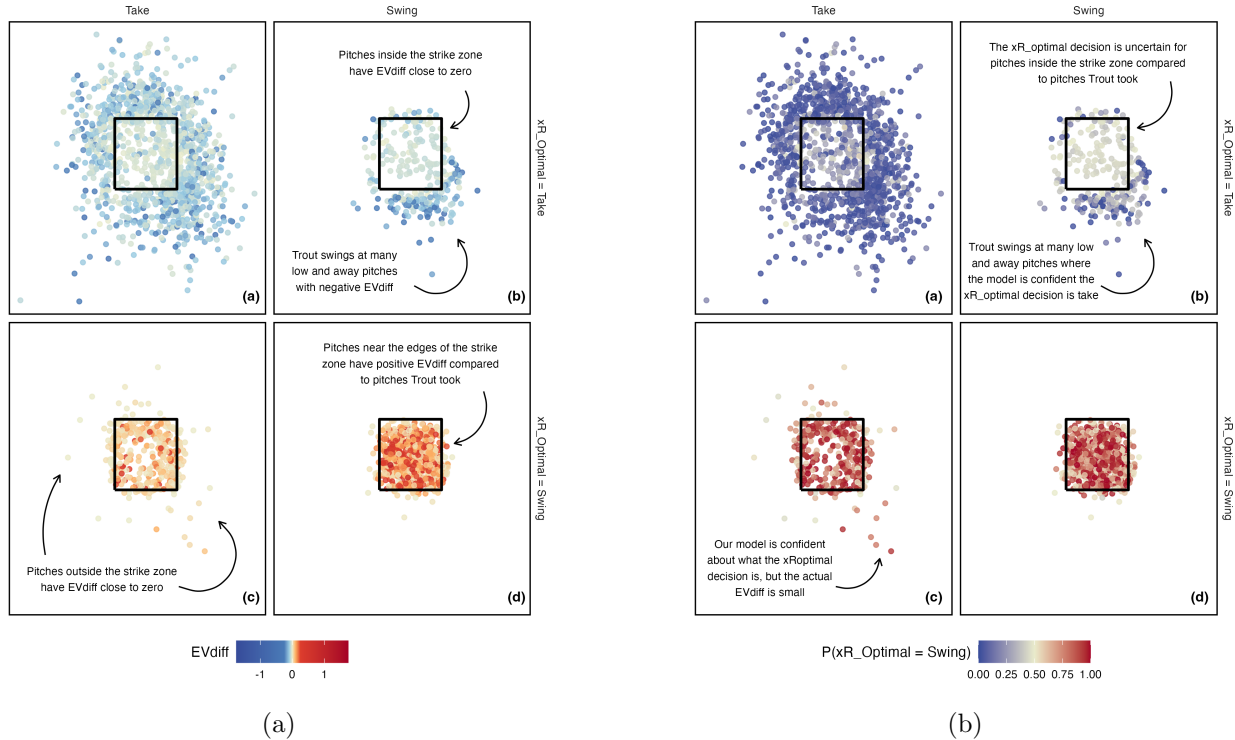 Take
Swing
Pitches inside the strike zone
have EVdiff close to zero
xR_Optimal = Take
Trout swings at many
low and away pitches
with negative EVdiff
(a)
(b)
Pitches near the edges of the strike
zone have positive EVdiff compared
to pitches Trout took
xR_Optimal = Swing
Pitches outside the strike zone
have EVdiff close to zero
(c)
(d)
EVdiff
-1 0 1
(a)
Take
Swing
The xR_optimal decision is uncertain for
pitches inside the strike zone compared
to pitches Trout took
xR_Optimal = Take
Trout swings at many low
and away pitches where
the model is confident the
xR_optimal decision is take
(a)
(b)
xR_Optimal = Swing
Our model is confident
about what the xRoptimal
decision is, but the actual
EVdiff is small
(c)
(d)
P(xR_Optimal = Swing)
0.00 0.25 0.50 0.75 1.00
(b)